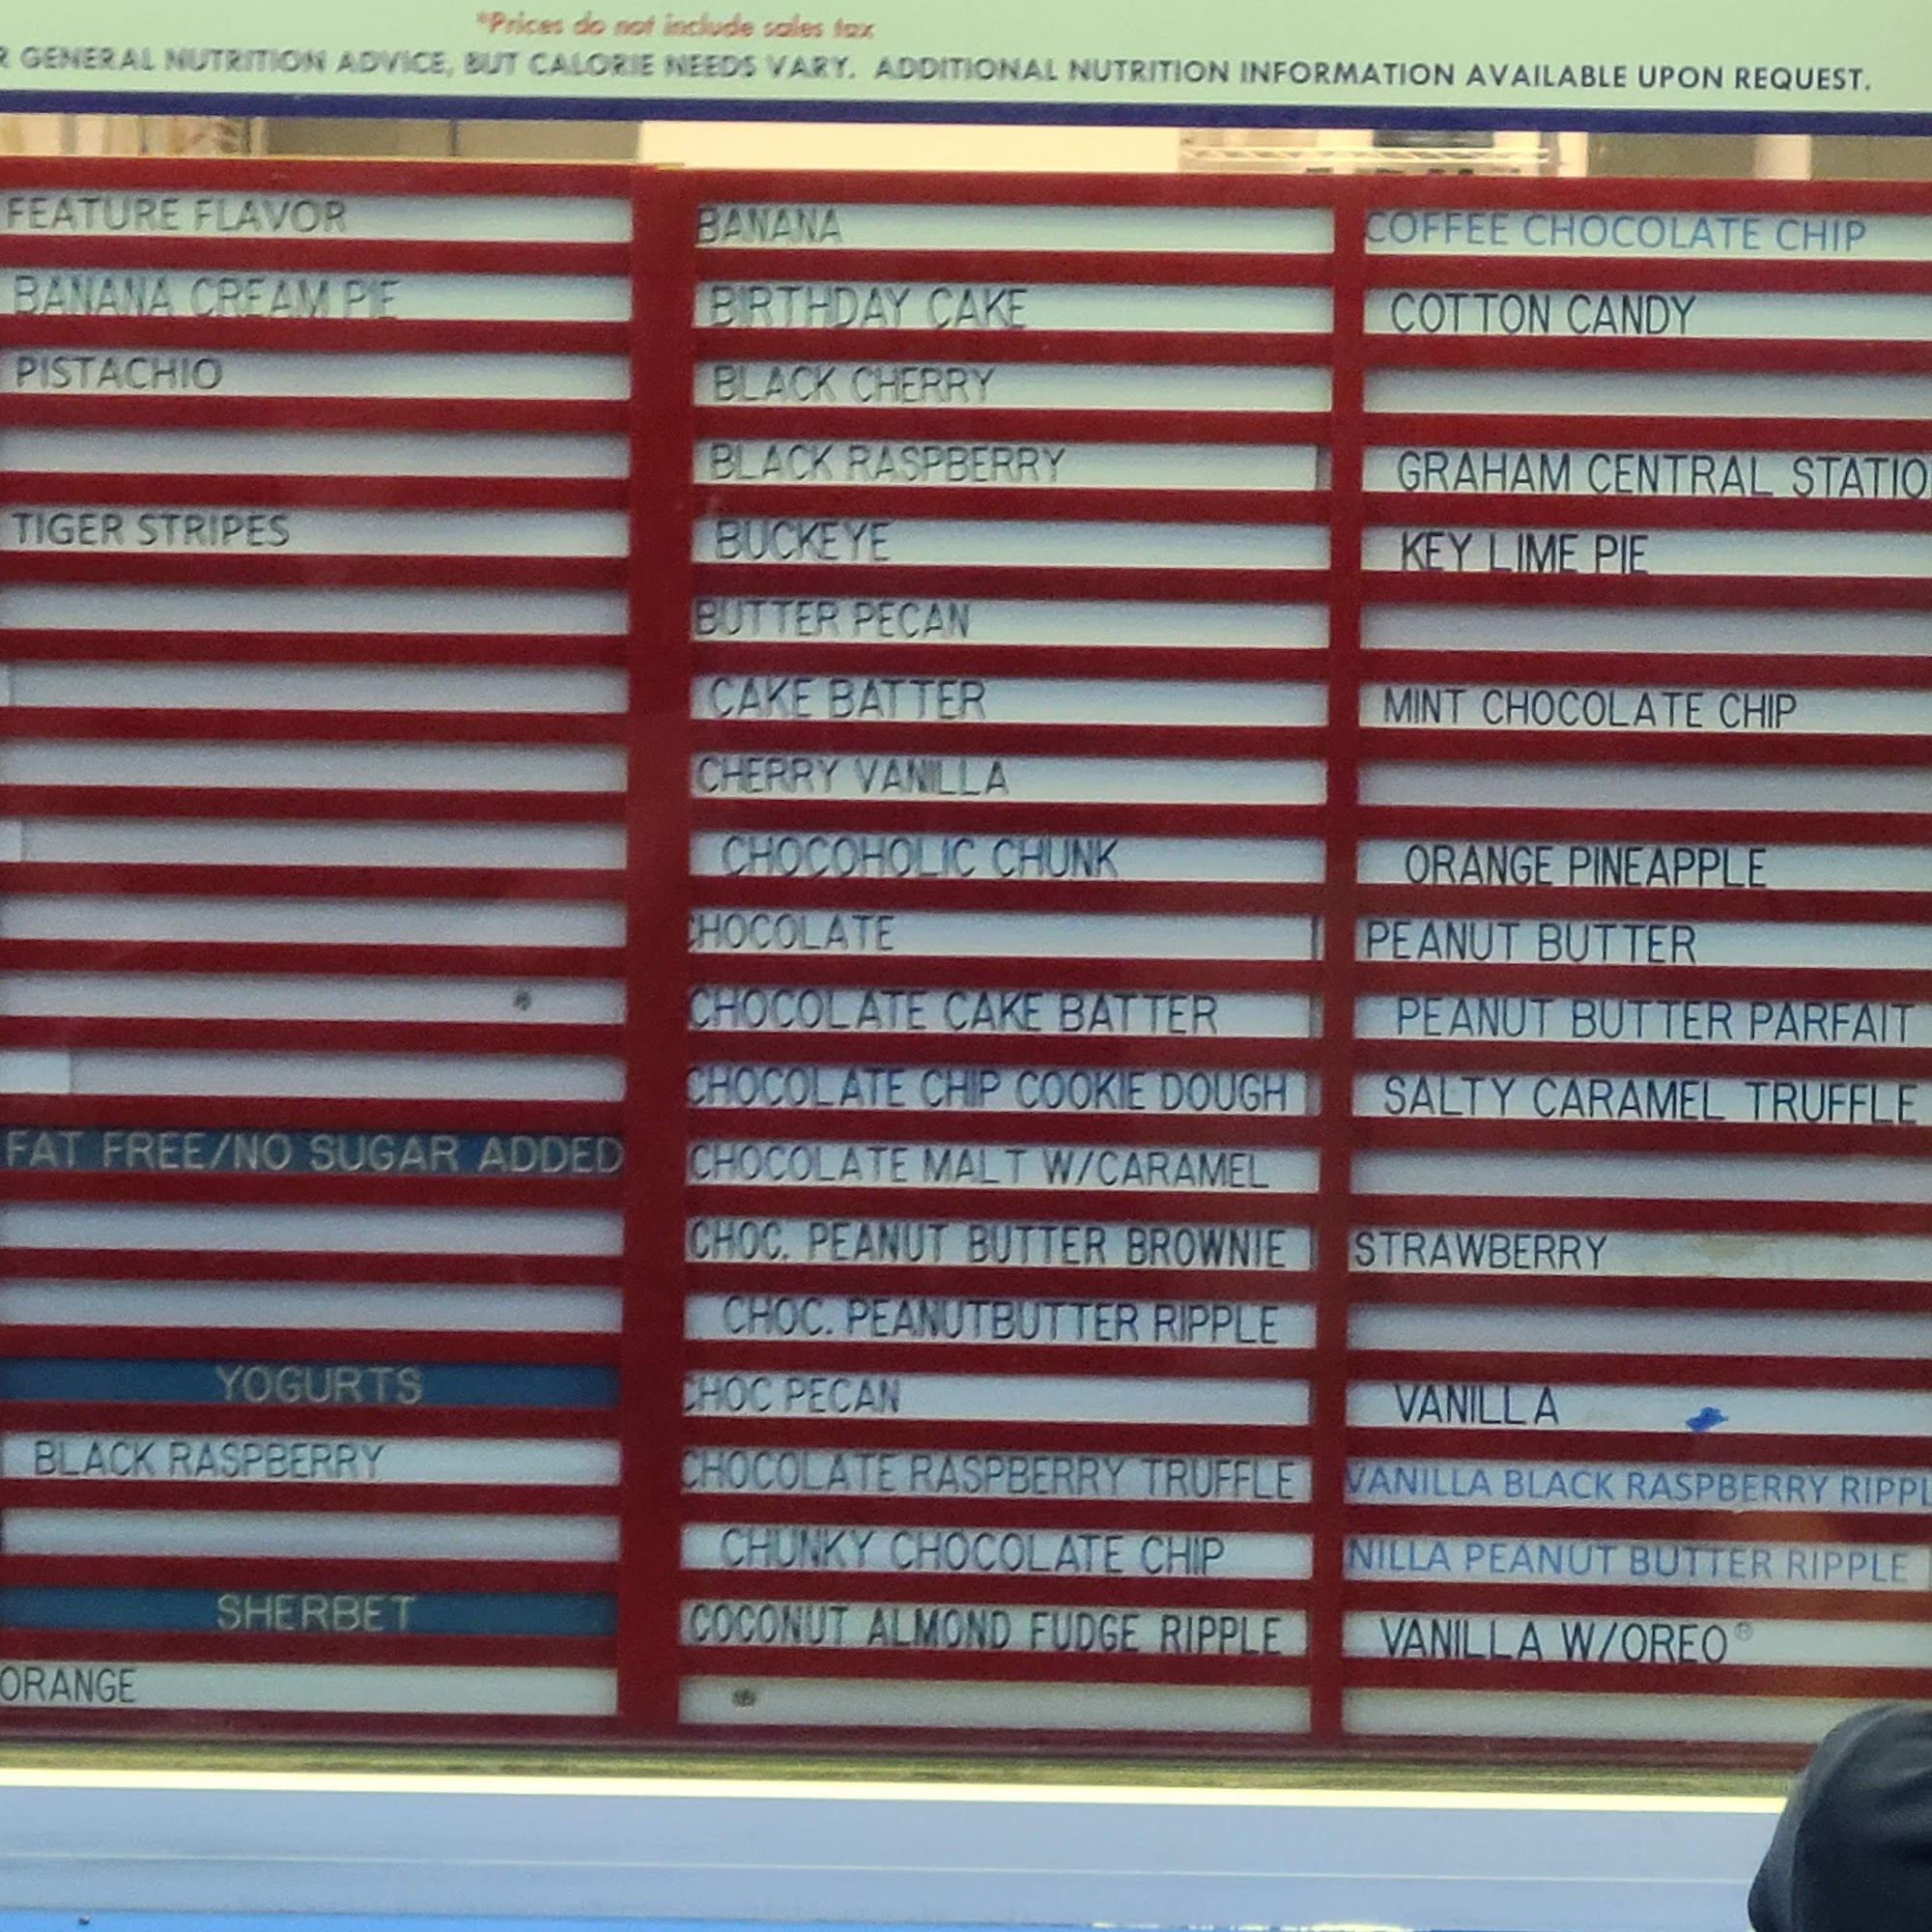 *Prices do not include sales tax
R GENERAL NUTRITION ADVICE, BUT CALORIE NEEDS VARY. ADDITIONAL NUTRITION INFORMATION AVAILABLE UPON REQUEST.
FEATURE FLAVOR
BANANA CREAM PIE
PISTACHIO
TIGER STRIPES
FAT FREE/NO SUGAR ADDED
YOGURTS
BLACK RASPBERRY
SHERBET
ORANGE
BANANA
BIRTHDAY CAKE
BLACK CHERRY
BLACK RASPBERRY
BUCKEYE
BUTTER PECAN
CAKE BATTER
CHERRY VANILLA
CHOCOHOLIC CHUNK
CHOCOLATE
CHOCOLATE CAKE BATTER
CHOCOLATE CHIP COOKIE DOUGH
CHOCOLATE MALT W/CARAMEL
CHOC. PEANUT BUTTER BROWNIE
CHOC. PEANUTBUTTER RIPPLE
CHOC PECAN
CHOCOLATE RASPBERRY TRUFFLE
CHUNKY CHOCOLATE CHIP
COCONUT ALMOND FUDGE RIPPLE
COFFEE CHOCOLATE CHIP
COTTON CANDY
GRAHAM CENTRAL STATIO
KEY LIME PIE
MINT CHOCOLATE CHIP
ORANGE PINEAPPLE
PEANUT BUTTER
PEANUT BUTTER PARFAIT
SALTY CARAMEL TRUFFLE
STRAWBERRY
VANILLA
VANILLA BLACK RASPBERRY RIPPL
NILLA PEANUT BUTTER RIPPLE
VANILLA W/OREO®